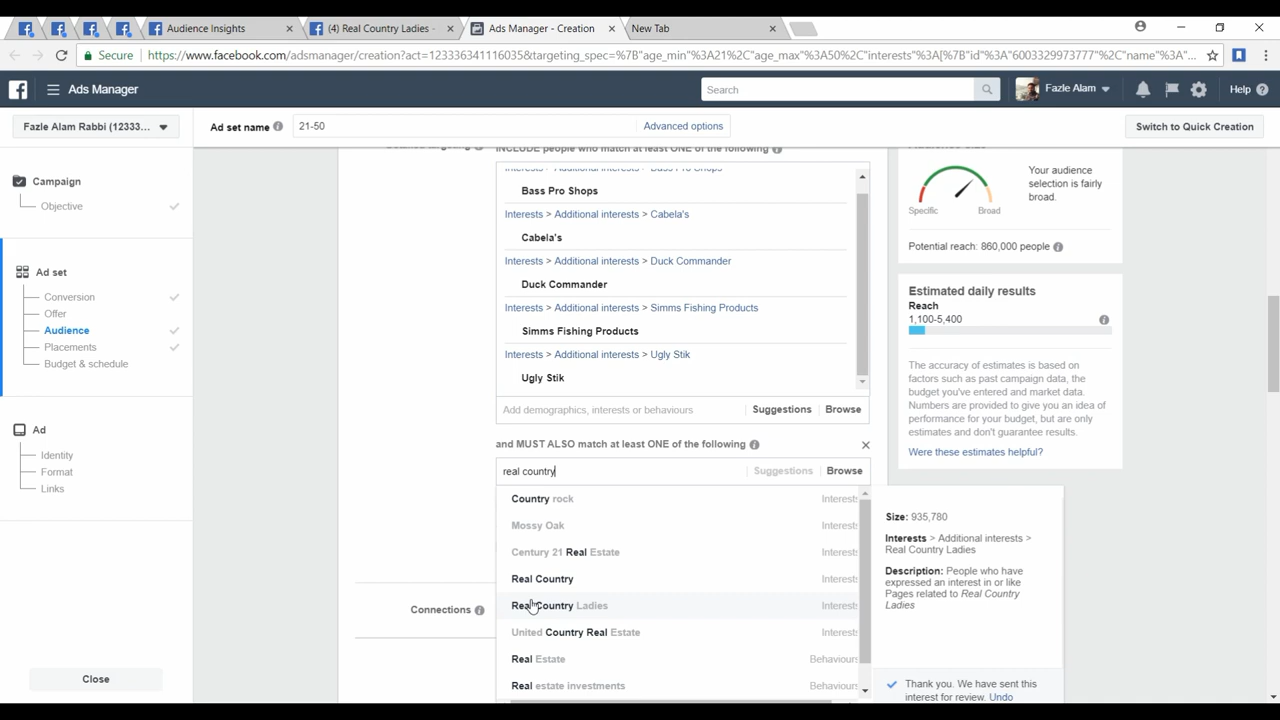 Audience Insights
(4) Real Country Ladies -
Ads Manager - Creation
New Tab
Secure
https://www.facebook.com/adsmanager/creation?act=123336341116035&targeting_spec=%7B"age_min"%3A21%2C"age_max"%3A50%2C"interests"%3A[%7B"id"%3A"6003329973777"%2C"name"%3A"...
Ads Manager
Search
Fazle Alam
Help
Fazle Alam Rabbi (12333...
Ad set name
21-50
Advanced options
Switch to Quick Creation
Campaign
Objective
Ad set
Conversion
Offer
Audience
Placements
Budget & schedule
Ad
Identity
Format
Links
Close
INCLUDE people who match at least ONE of the following
Interests > Additional interests > Bass Pro Shops
Bass Pro Shops
Interests > Additional interests > Cabela's
Cabela's
Interests > Additional interests > Duck Commander
Duck Commander
Interests > Additional interests > Simms Fishing Products
Simms Fishing Products
Interests > Additional interests > Ugly Stik
Ugly Stik
Add demographics, interests or behaviours
Suggestions
Browse
and MUST ALSO match at least ONE of the following
real country
Suggestions
Browse
Country rock
Interests
Mossy Oak
Interests
Century 21 Real Estate
Interests
Real Country
Interests
Real Country Ladies
Interests
United Country Real Estate
Interests
Real Estate
Behaviours
Real estate investments
Behaviours
Connections
Your audience
selection is fairly
broad.
Specific
Broad
Potential reach: 860,000 people
Estimated daily results
Reach
1,100-5,400
The accuracy of estimates is based on
factors such as past campaign data, the
budget you've entered and market data.
Numbers are provided to give you an idea of
performance for your budget, but are only
estimates and don't guarantee results.
Were these estimates helpful?
Size: 935,780
Interests > Additional interests >
Real Country Ladies
Description: People who have
expressed an interest in or like
Pages related to Real Country
Ladies
Thank you. We have sent this
interest for review. Undo